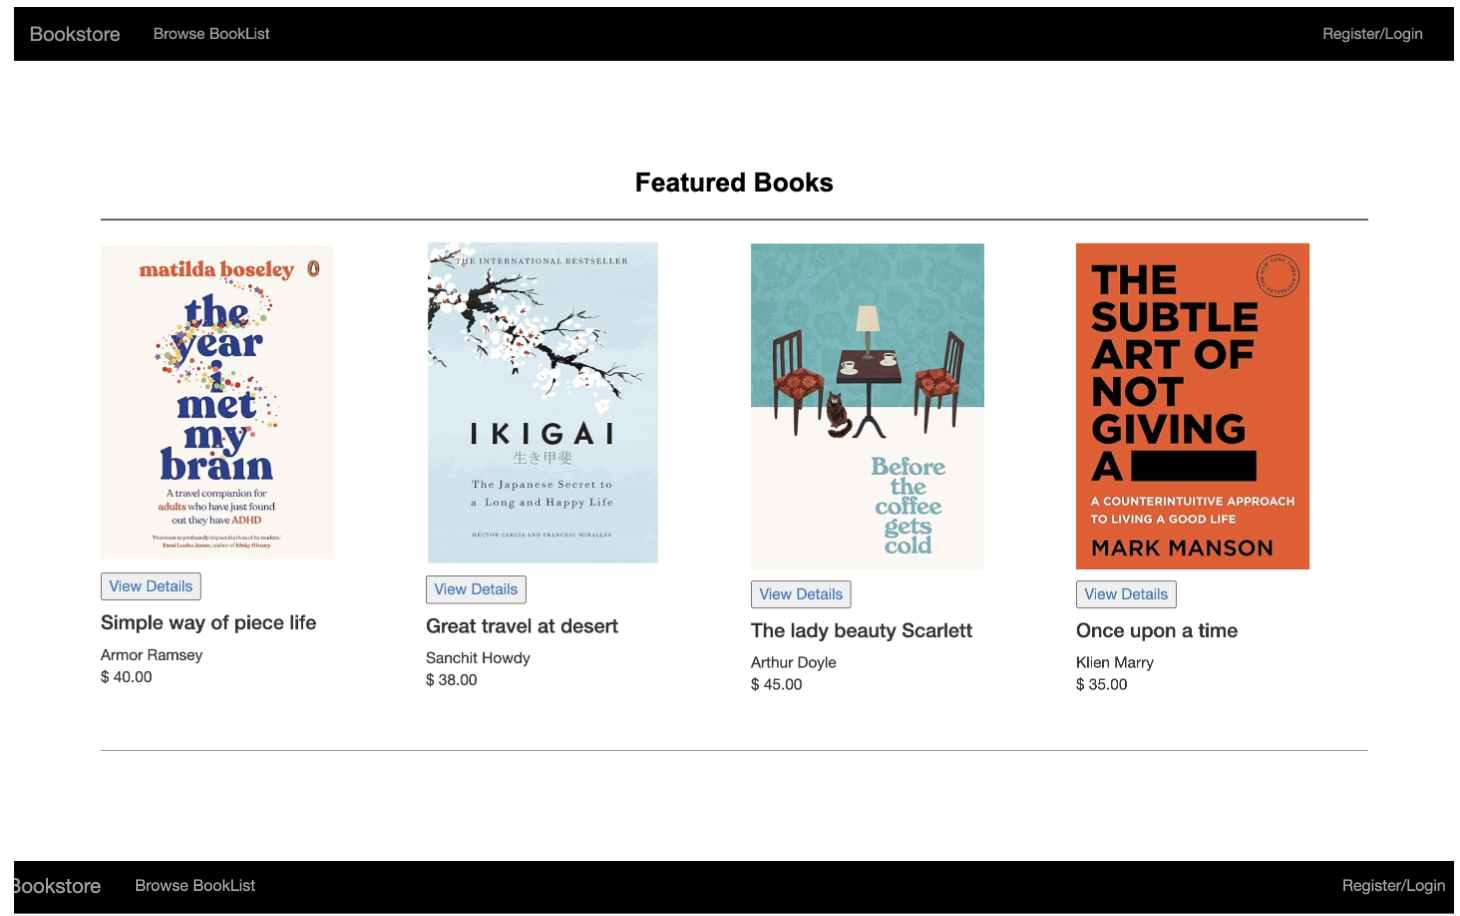 Bookstore Browse BookList Register/Login
Featured Books
matilda boseley
the
year
i
met
my
brain
A travel companion for
adults who have just found
out they have ADHD
THE INTERNATIONAL BESTSELLER
IKIGAI
生き甲斐
The Japanese Secret to
a Long and Happy Life
HÉCTOR GARCÍA AND FRANCESC MIRALLES
Before
the
coffee
gets
cold
THE
SUBTLE
ART OF
NOT
GIVING
A
A COUNTERINTUITIVE APPROACH
TO LIVING A GOOD LIFE
MARK MANSON
View Details
Simple way of piece life
Armor Ramsey
$ 40.00
View Details
Great travel at desert
Sanchit Howdy
$ 38.00
View Details
The lady beauty Scarlett
Arthur Doyle
$ 45.00
View Details
Once upon a time
Klien Marry
$ 35.00
Bookstore Browse BookList Register/Login